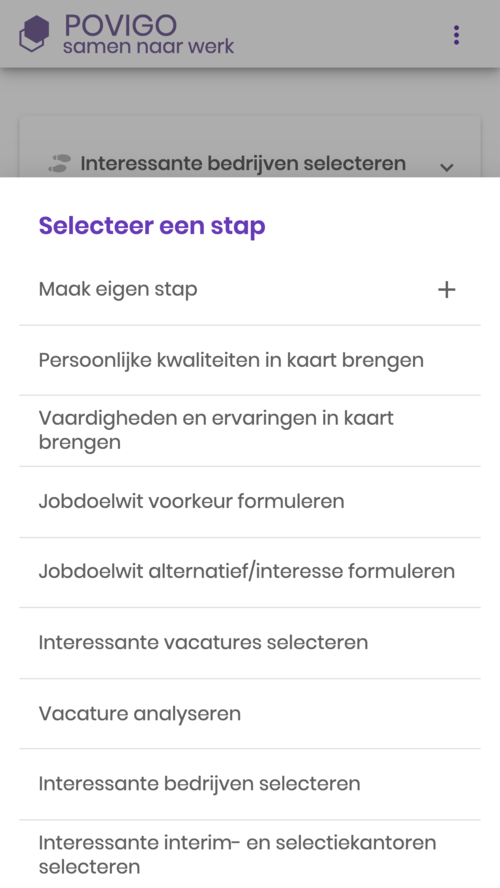 POVIGO
samen naar werk
Interessante bedrijven selecteren
Selecteer een stap
Maak eigen stap
Persoonlijke kwaliteiten in kaart brengen
Vaardigheden en ervaringen in kaart
brengen
Jobdoelwit voorkeur formuleren
Jobdoelwit alternatief/interesse formuleren
Interessante vacatures selecteren
Vacature analyseren
Interessante bedrijven selecteren
Interessante interim- en selectiekantoren
selecteren